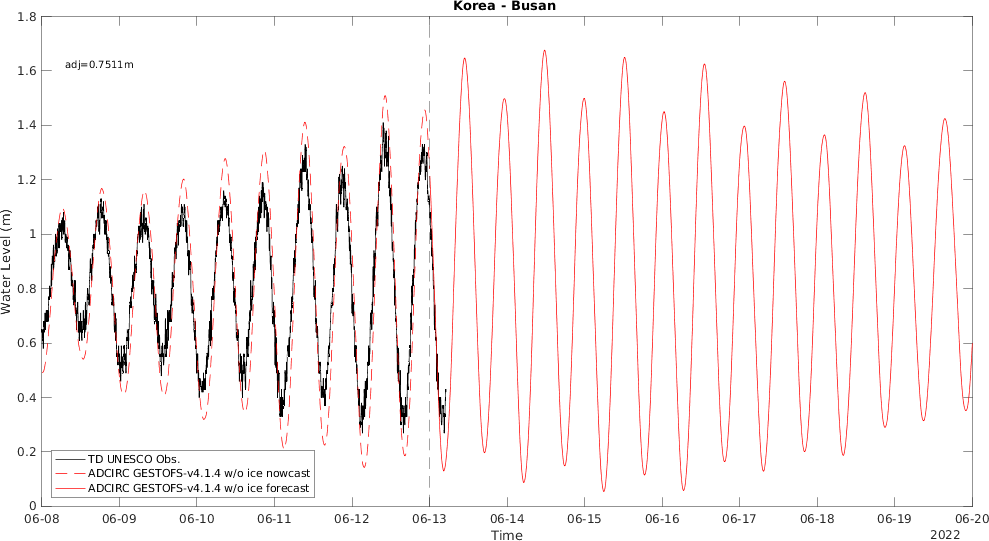 Korea - Busan
1.8
1.6
1.4
1.2
1
0.8
0.6
0.4
0.2
0
Water Level (m)
adj=0.7511m
TD UNESCO Obs.
ADCIRC GESTOFS-v4.1.4 w/o ice nowcast
ADCIRC GESTOFS-v4.1.4 w/o ice forecast
06-08 06-09 06-10 06-11 06-12 06-13 06-14 06-15 06-16 06-17 06-18 06-19 06-20
Time
2022